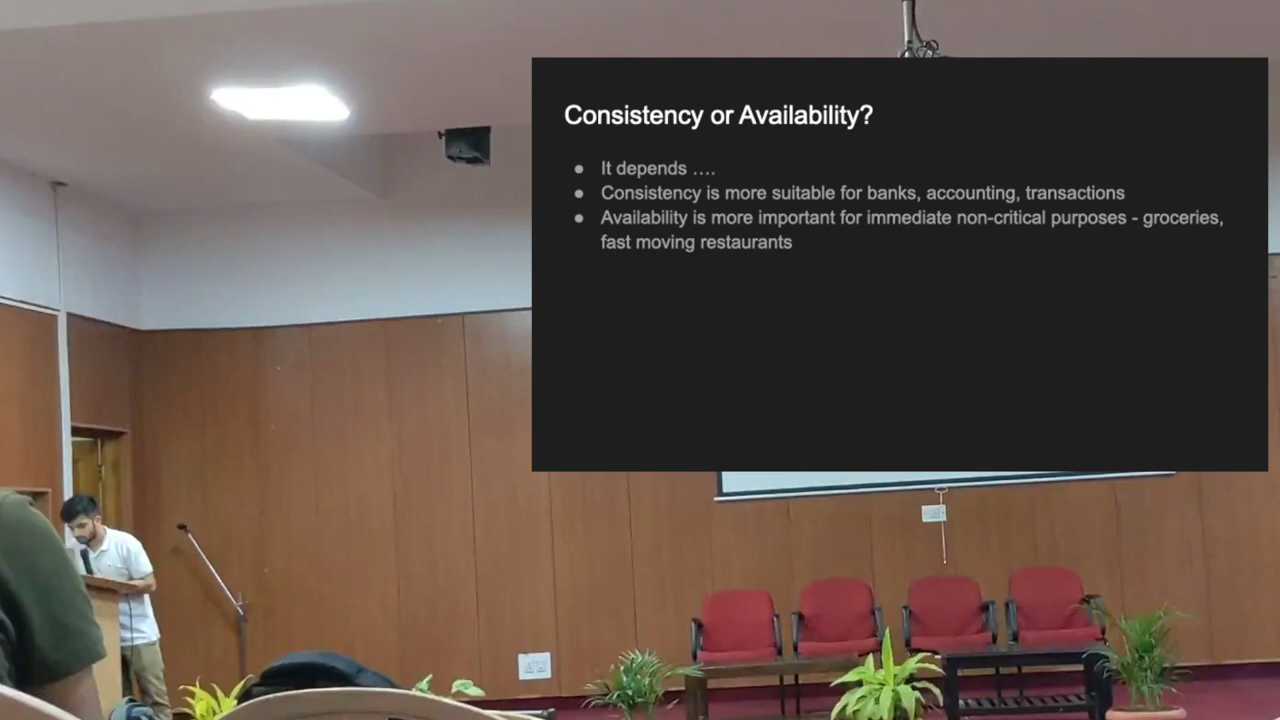 Consistency or Availability?
● It depends ....
● Consistency is more suitable for banks, accounting, transactions
● Availability is more important for immediate non-critical purposes - groceries,
fast moving restaurants